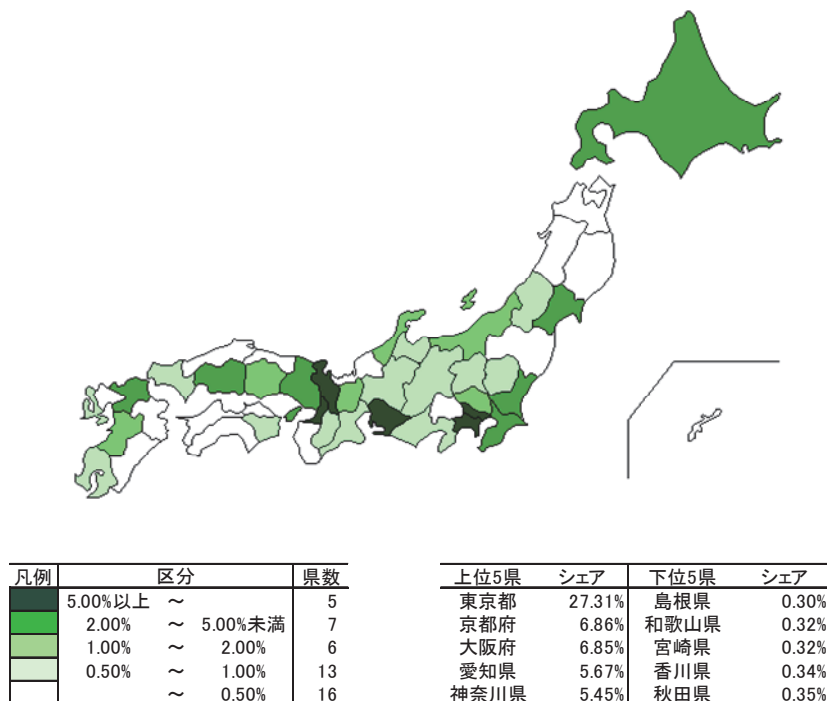 凡例 区分 県数
5.00%以上 ～ 5
2.00% ～ 5.00%未満 7
1.00% ～ 2.00% 6
0.50% ～ 1.00% 13
～ 0.50% 16
上位5県 シェア 下位5県 シェア
東京都 27.31% 島根県 0.30%
京都府 6.86% 和歌山県 0.32%
大阪府 6.85% 宮崎県 0.32%
愛知県 5.67% 香川県 0.34%
神奈川県 5.45% 秋田県 0.35%